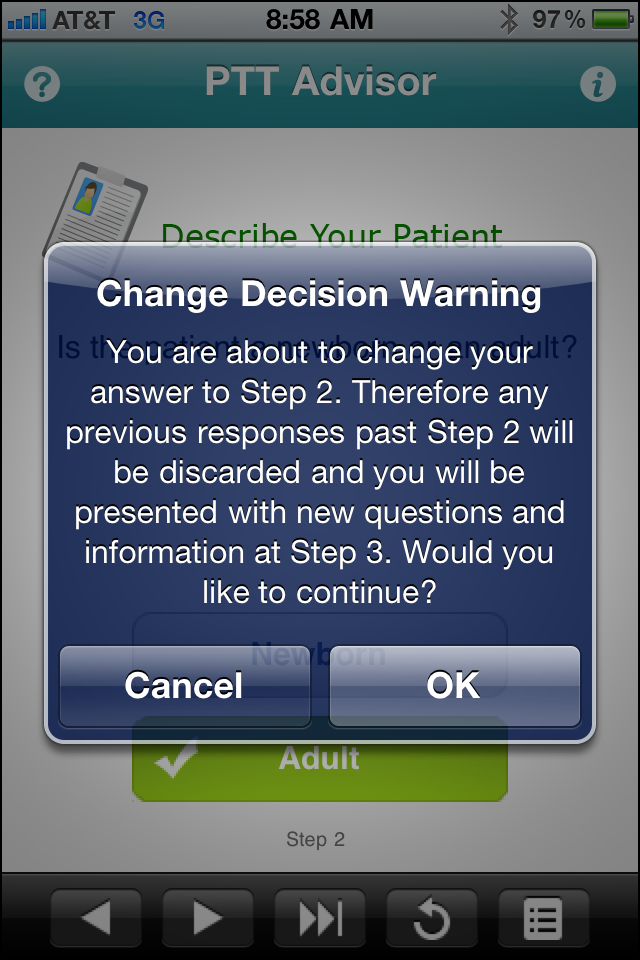 AT&T 3G 8:58 AM 97%
PTT Advisor
Describe Your Patient
Change Decision Warning
Is the patient a newborn or an adult?
You are about to change your
answer to Step 2. Therefore any
previous responses past Step 2 will
be discarded and you will be
presented with new questions and
information at Step 3. Would you
like to continue?
Newborn
Cancel OK
Adult
Step 2